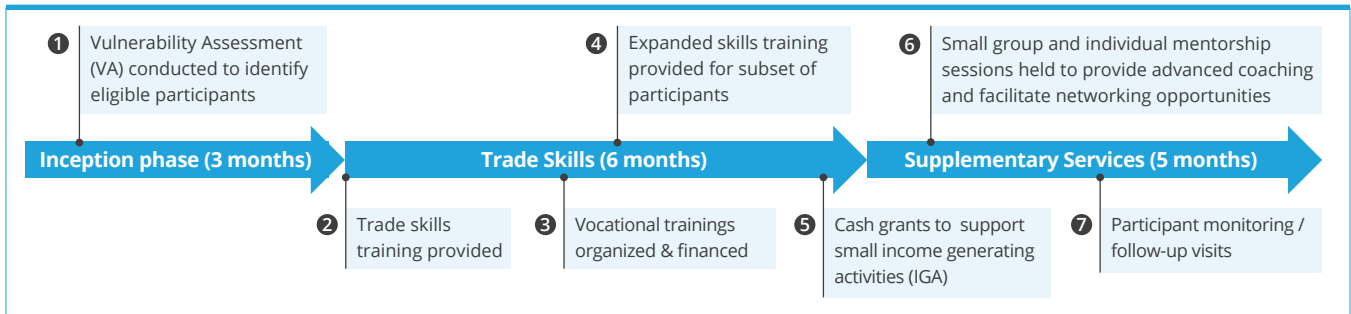 1
Vulnerability Assessment
(VA) conducted to identify
eligible participants
4
Expanded skills training
provided for subset of
participants
6
Small group and individual mentorship
sessions held to provide advanced coaching
and facilitate networking opportunities
Inception phase (3 months)
Trade Skills (6 months)
Supplementary Services (5 months)
2
Trade skills
training provided
3
Vocational trainings
organized & financed
5
Cash grants to support
small income generating
activities (IGA)
7
Participant monitoring /
follow-up visits